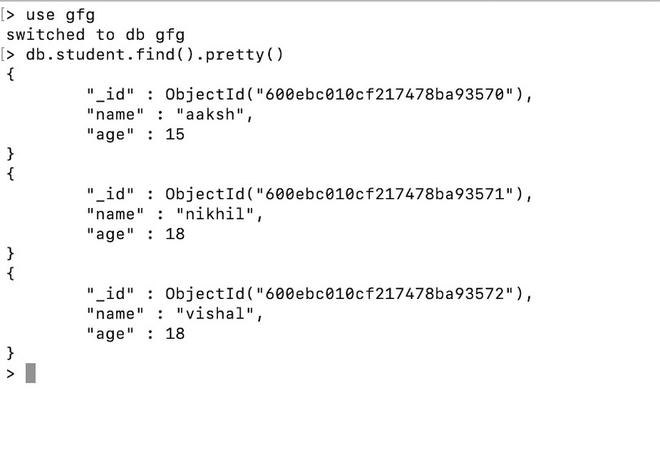 [> use gfg
switched to db gfg
[> db.student.find().pretty()
{
        "_id" : ObjectId("600ebc010cf217478ba93570"),
        "name" : "aaksh",
        "age" : 15
}
{
        "_id" : ObjectId("600ebc010cf217478ba93571"),
        "name" : "nikhil",
        "age" : 18
}
{
        "_id" : ObjectId("600ebc010cf217478ba93572"),
        "name" : "vishal",
        "age" : 18
}
>